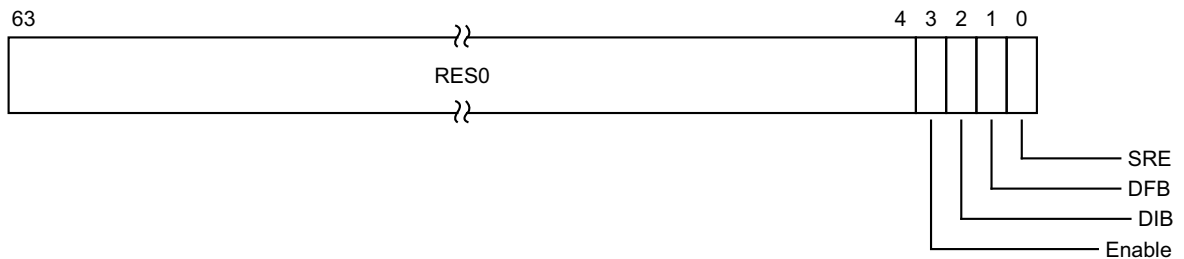 63 4 3 2 1 0
RES0
SRE
DFB
DIB
Enable